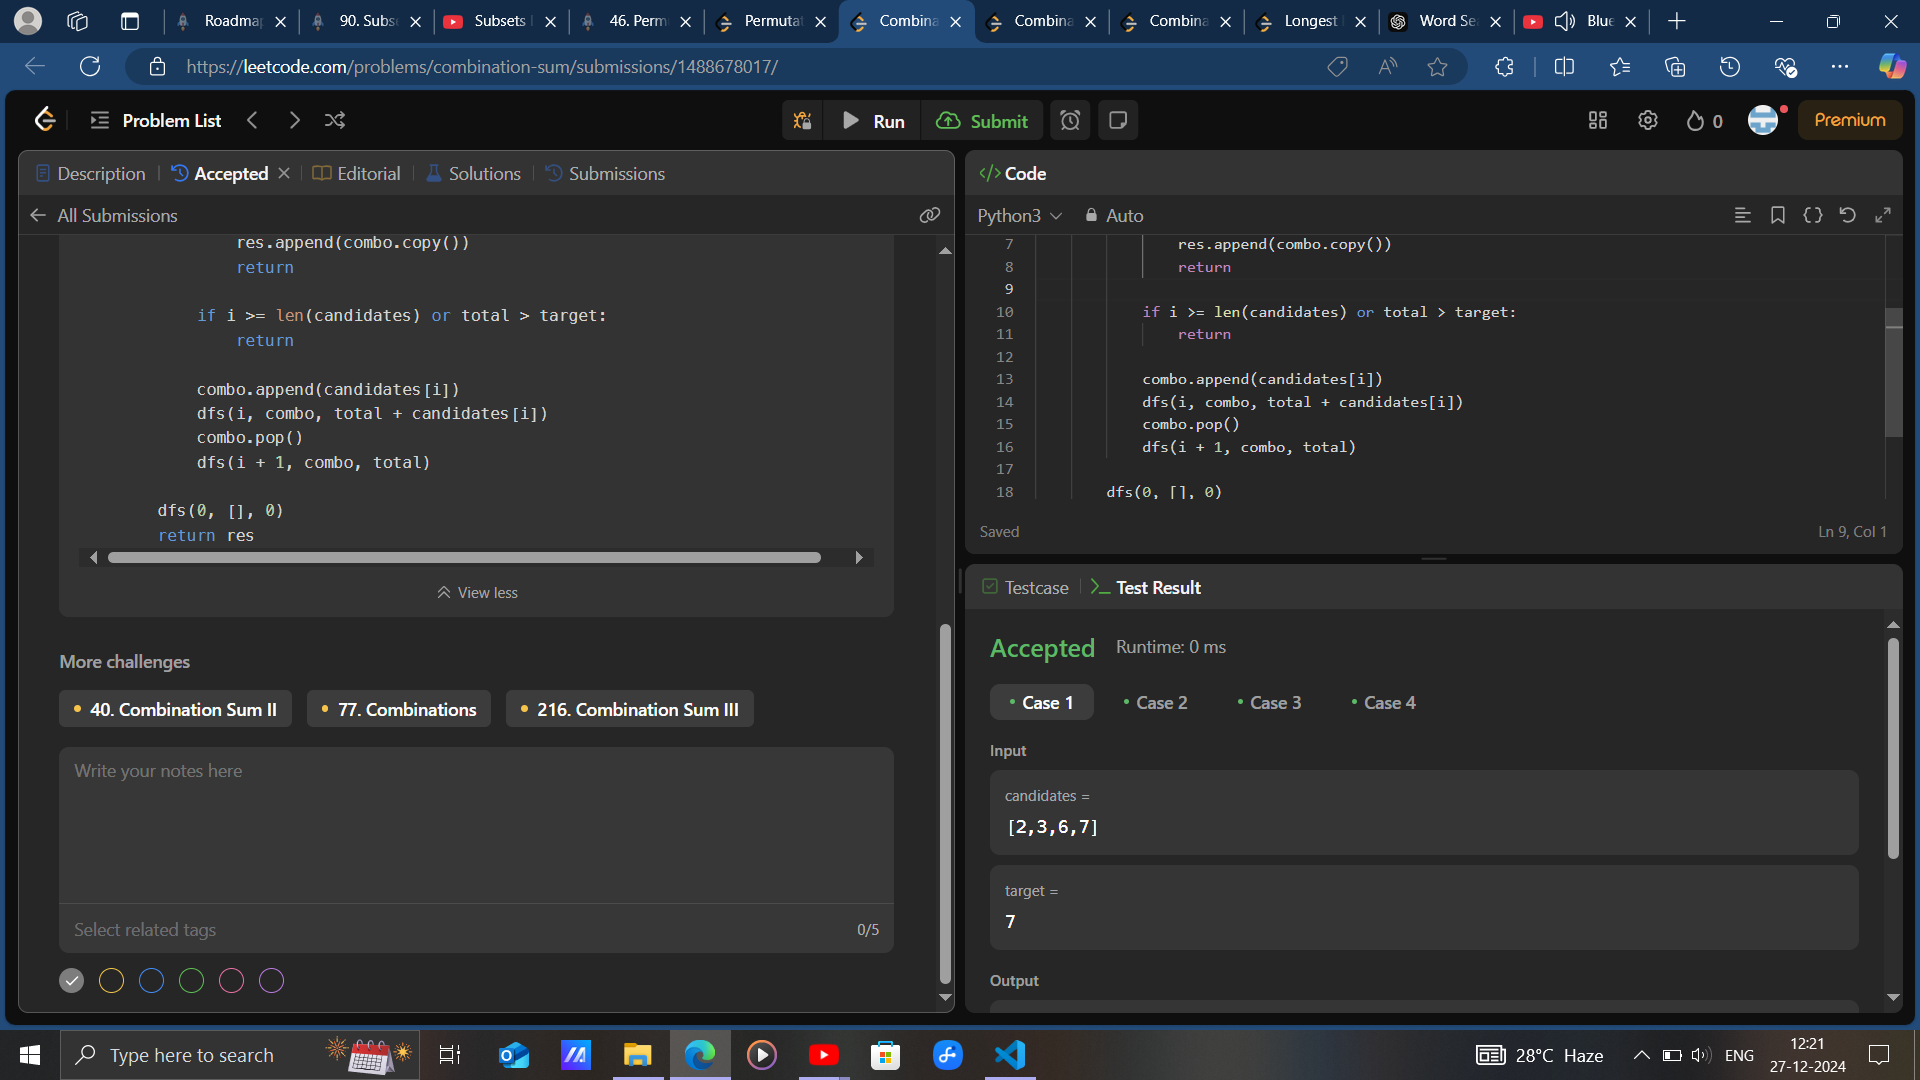 Roadma
90. Subs
Subsets
46. Perm
Permutat
Combina
Combina
Combina
Longest
Word Se
Blue
https://leetcode.com/problems/combination-sum/submissions/1488678017/
Problem List
Run
Submit
0
Premium
Description
Accepted
Editorial
Solutions
Submissions
All Submissions
res.append(combo.copy())
return
if i >= len(candidates) or total > target:
return
combo.append(candidates[i])
dfs(i, combo, total + candidates[i])
combo.pop()
dfs(i + 1, combo, total)
dfs(0, [], 0)
return res
View less
More challenges
40. Combination Sum II
77. Combinations
216. Combination Sum III
Write your notes here
Select related tags
0/5
</> Code
Python3
Auto
7 res.append(combo.copy())
8 return
9
10 if i >= len(candidates) or total > target:
11 return
12
13 combo.append(candidates[i])
14 dfs(i, combo, total + candidates[i])
15 combo.pop()
16 dfs(i + 1, combo, total)
17
18 dfs(0, [], 0)
Saved
Ln 9, Col 1
Testcase
Test Result
Accepted
Runtime: 0 ms
Case 1
Case 2
Case 3
Case 4
Input
candidates =
[2,3,6,7]
target =
7
Output
Type here to search
28°C Haze
ENG
12:21
27-12-2024